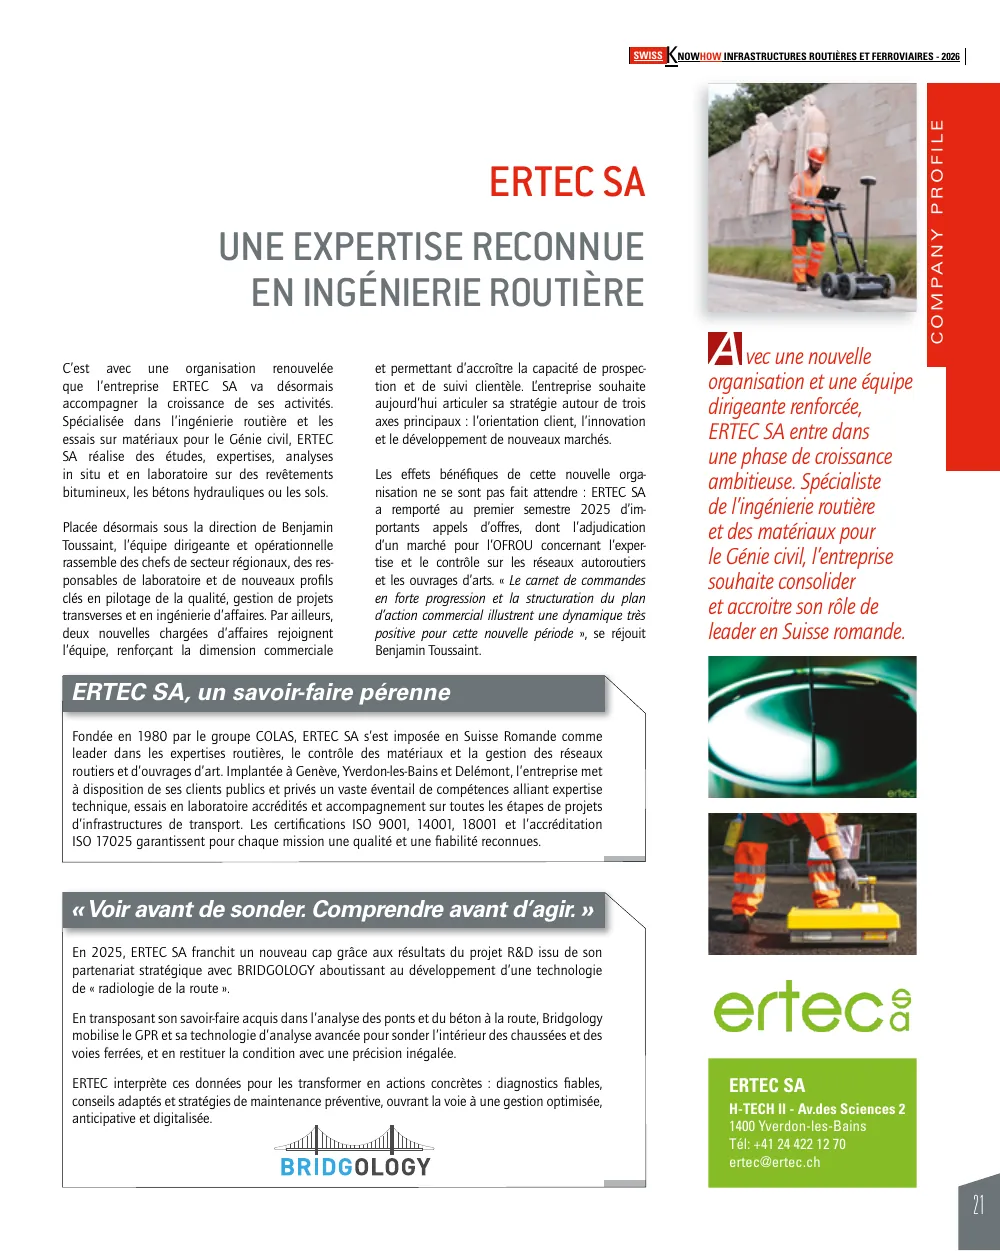 SWISS KNOWHOW INFRASTRUCTURES ROUTIÈRES ET FERROVIAIRES - 2026
COMPANY PROFILE
ERTEC SA
UNE EXPERTISE RECONNUE
EN INGÉNIERIE ROUTIÈRE
C'est avec une organisation renouvelée
que l'entreprise ERTEC SA va désormais
accompagner la croissance de ses activités.
Spécialisée dans l'ingénierie routière et les
essais sur matériaux pour le Génie civil, ERTEC
SA réalise des études, expertises, analyses
in situ et en laboratoire sur des revêtements
bitumineux, les bétons hydrauliques ou les sols.
Placée désormais sous la direction de Benjamin
Toussaint, l'équipe dirigeante et opérationnelle
rassemble des chefs de secteur régionaux, des res-
ponsables de laboratoire et de nouveaux profils
clés en pilotage de la qualité, gestion de projets
transverses et en ingénierie d'affaires. Par ailleurs,
deux nouvelles chargées d'affaires rejoignent
l'équipe, renforçant la dimension commerciale
et permettant d'accroître la capacité de prospec-
tion et de suivi clientèle. L'entreprise souhaite
aujourd'hui articuler sa stratégie autour de trois
axes principaux : l'orientation client, l'innovation
et le développement de nouveaux marchés.
Les effets bénéfiques de cette nouvelle orga-
nisation ne se sont pas fait attendre : ERTEC SA
a remporté au premier semestre 2025 d'im-
portants appels d'offres, dont l'adjudication
d'un marché pour l'OFROU concernant l'exper-
tise et le contrôle sur les réseaux autoroutiers
et les ouvrages d'arts. « Le carnet de commandes
en forte progression et la structuration du plan
d'action commercial illustrent une dynamique très
positive pour cette nouvelle période », se réjouit
Benjamin Toussaint.
Avec une nouvelle
organisation et une équipe
dirigeante renforcée,
ERTEC SA entre dans
une phase de croissance
ambitieuse. Spécialiste
de l'ingénierie routière
et des matériaux pour
le Génie civil, l'entreprise
souhaite consolider
et accroitre son rôle de
leader en Suisse romande.
ERTEC SA, un savoir-faire pérenne
Fondée en 1980 par le groupe COLAS, ERTEC SA s'est imposée en Suisse Romande comme
leader dans les expertises routières, le contrôle des matériaux et la gestion des réseaux
routiers et d'ouvrages d'art. Implantée à Genève, Yverdon-les-Bains et Delémont, l'entreprise met
à disposition de ses clients publics et privés un vaste éventail de compétences alliant expertise
technique, essais en laboratoire accrédités et accompagnement sur toutes les étapes de projets
d'infrastructures de transport. Les certifications ISO 9001, 14001, 18001 et l'accréditation
ISO 17025 garantissent pour chaque mission une qualité et une fiabilité reconnues.
« Voir avant de sonder. Comprendre avant d'agir. »
En 2025, ERTEC SA franchit un nouveau cap grâce aux résultats du projet R&D issu de son
partenariat stratégique avec BRIDGOLOGY aboutissant au développement d'une technologie
de « radiologie de la route ».
En transposant son savoir-faire acquis dans l'analyse des ponts et du béton à la route, Bridgology
mobilise le GPR et sa technologie d'analyse avancée pour sonder l'intérieur des chaussées et des
voies ferrées, et en restituer la condition avec une précision inégalée.
ERTEC interprète ces données pour les transformer en actions concrètes : diagnostics fiables,
conseils adaptés et stratégies de maintenance préventive, ouvrant la voie à une gestion optimisée,
anticipative et digitalisée.
BRIDGOLOGY
ertec
ertec sa
ERTEC SA
H-TECH II - Av.des Sciences 2
1400 Yverdon-les-Bains
Tél: +41 24 422 12 70
ertec@ertec.ch
21